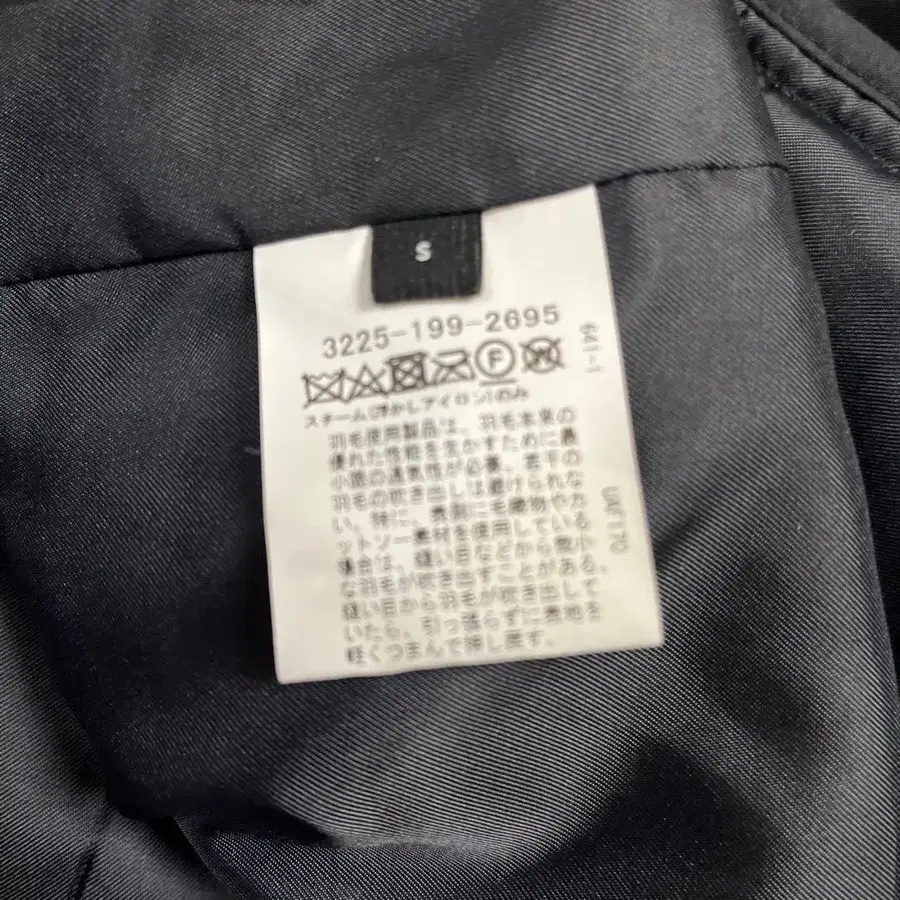 S
3225-199-2695
641-1
F
スチーム(浮かしアイロン)のみ
羽毛使用製品は、羽毛本来の
優れた性能を生かすために最
小限の通気性が必要。若干の
羽毛の吹き出しは避けられな
い。特に、表側に毛織物やカ
ットソー素材を使用している
場合は、縫い目などから微小
な羽毛が吹き出すことがある。
縫い目から羽毛が吹き出して
いたら、引っ張らずに表地を
軽くつまんで押し戻す。
UAF170